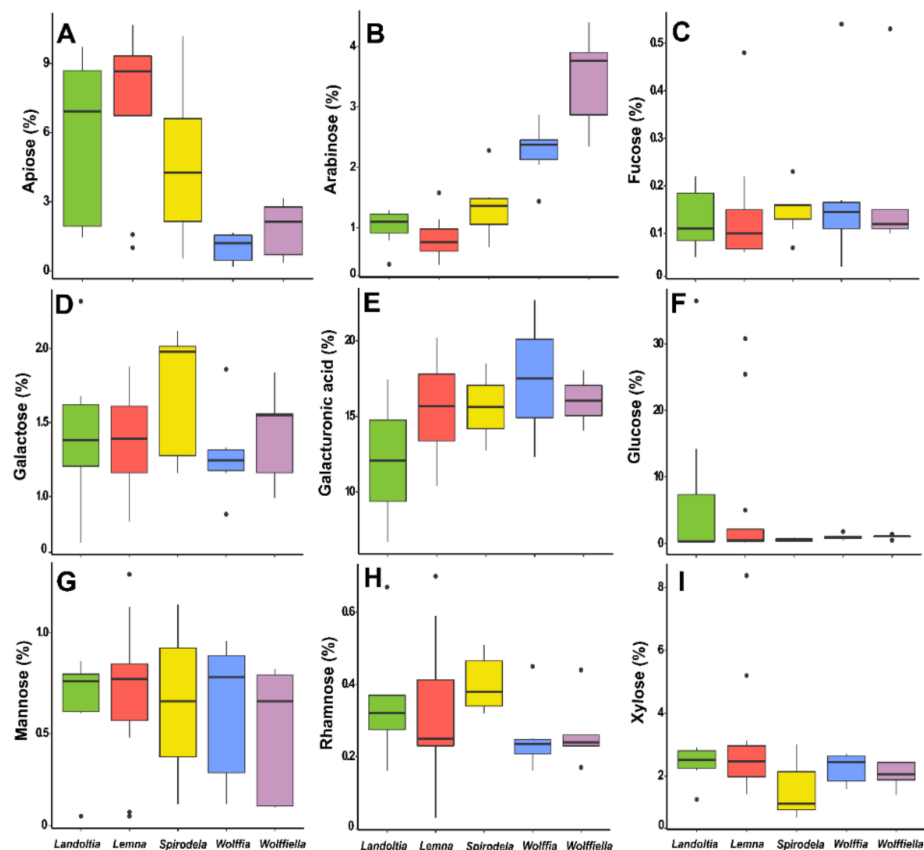 A
Apiose (%)
9
6
3
0
B
Arabinose (%)
4
3
2
1
0
C
Fucose (%)
0.5
0.4
0.3
0.2
0.1
0
D
Galactose (%)
2.0
1.5
1.0
0
E
Galacturonic acid (%)
20
15
10
F
Glucose (%)
30
20
10
0
G
Mannose (%)
1.0
0.5
0
H
Rhamnose (%)
0.6
0.4
0.2
0
I
Xylose (%)
8
6
4
2
0
Landoltia Lemna Spirodela Wolffia Wolffiella
Landoltia Lemna Spirodela Wolffia Wolffiella
Landoltia Lemna Spirodela Wolffia Wolffiella